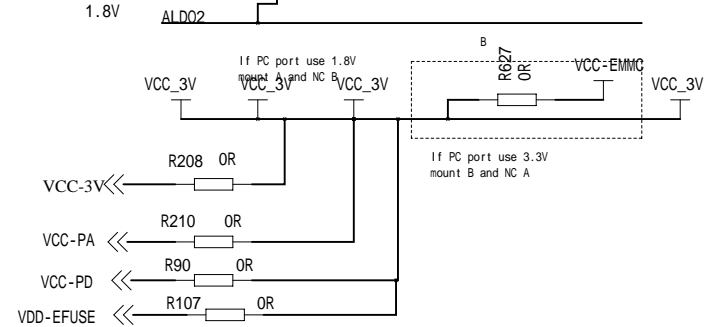 1.8V
ALDO2
B
If PC port use 1.8V
mount A and NC B
R627
0R
VCC-EMMC
VCC_3V
VCC_3V
VCC_3V
VCC_3V
If PC port use 3.3V
mount B and NC A
R208 0R
VCC-3V
R210 0R
VCC-PA
R90 0R
VCC-PD
R107 0R
VDD-EFUSE